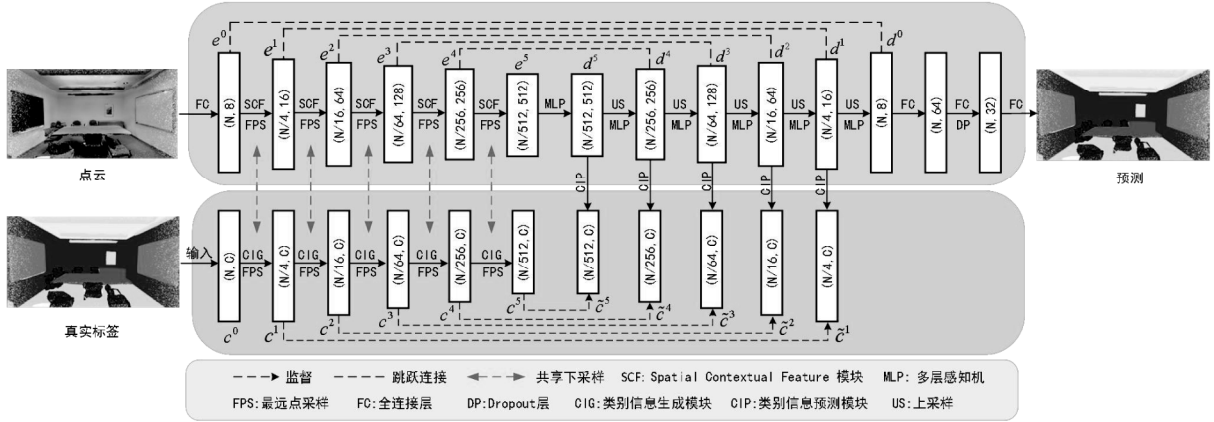 e⁰ e¹ e² e³ e⁴ e⁵ d⁵ d⁴ d³ d² d¹ d⁰
FC SCF SCF SCF SCF SCF MLP US US US US US FC FC FC
FPS FPS FPS FPS FPS MLP MLP MLP MLP MLP DP
(N, 8) (N/4, 16) (N/16, 64) (N/64, 128) (N/256, 256) (N/512, 512) (N/512, 512) (N/256, 256) (N/64, 128) (N/16, 64) (N/4, 16) (N, 8) (N, 64) (N, 32)
点云
预测
CIP CIP CIP CIP CIP
输入 CIG CIG CIG CIG CIG
FPS FPS FPS FPS FPS
(N, C) (N/4, C) (N/16, C) (N/64, C) (N/256, C) (N/512, C) (N/512, C) (N/256, C) (N/64, C) (N/16, C) (N/4, C)
真实标签
c⁰ c¹ c² c³ c⁴ c⁵ c̃⁵ c̃⁴ c̃³ c̃² c̃¹
监督 跳跃连接 共享下采样 SCF: Spatial Contextual Feature 模块 MLP: 多层感知机
FPS:最远点采样 FC:全连接层 DP:Dropout层 CIG:类别信息生成模块 CIP:类别信息预测模块 US:上采样